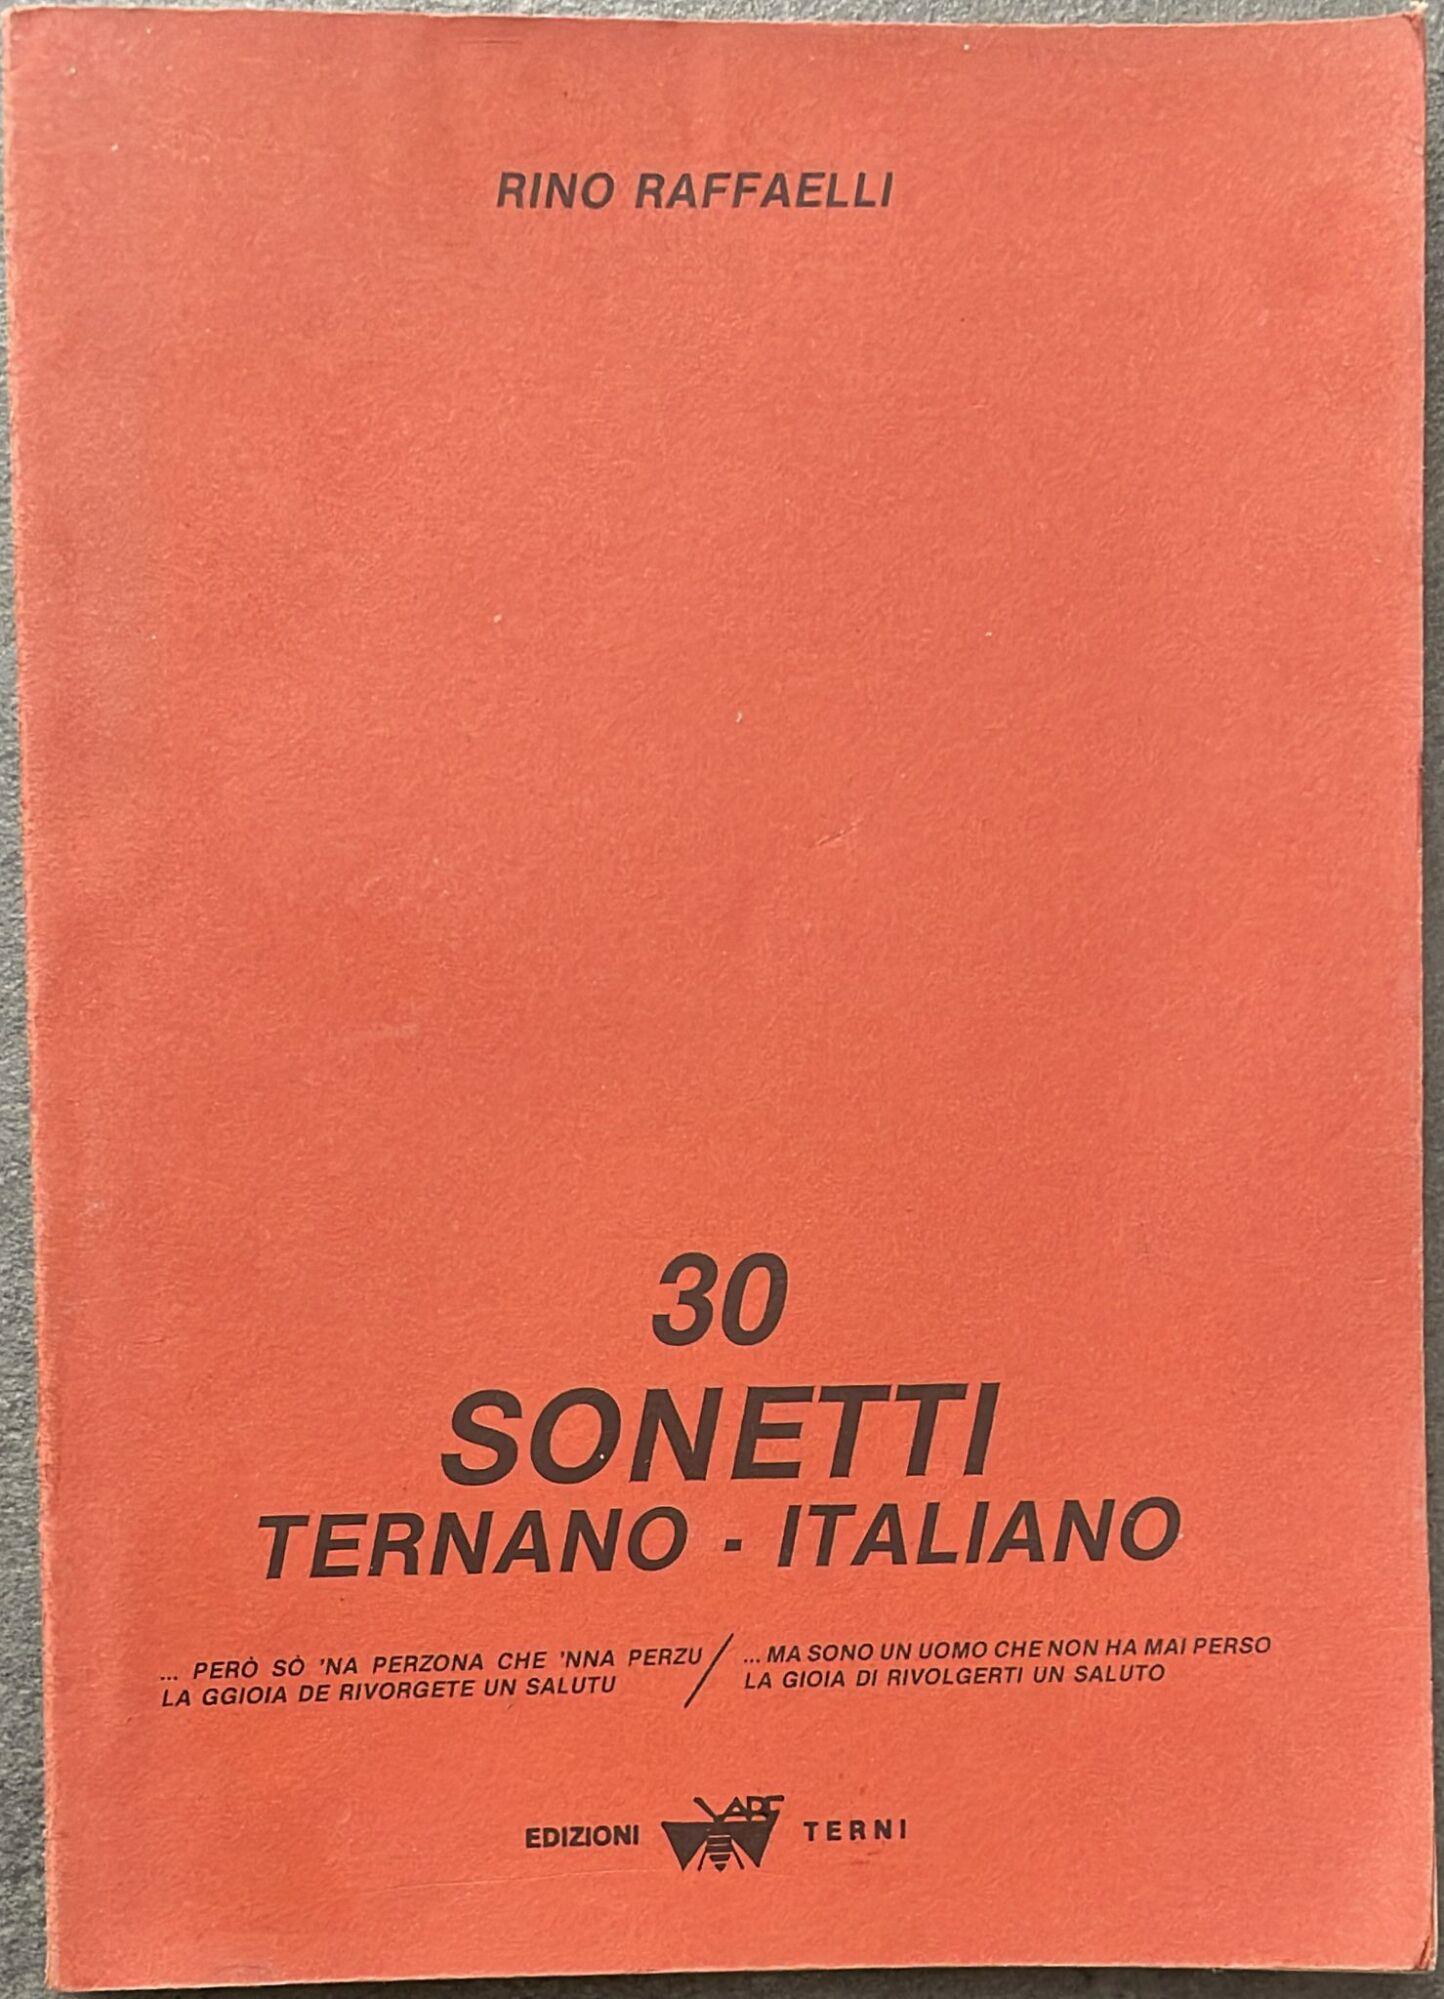 RINO RAFFAELLI
30
SONETTI
TERNANO - ITALIANO
... PERÒ SÒ 'NA PERZONA CHE 'NNA PERZU
LA GGIOIA DE RIVORGETE UN SALUTU
/
... MA SONO UN UOMO CHE NON HA MAI PERSO
LA GIOIA DI RIVOLGERTI UN SALUTO
EDIZIONI ABE TERNI